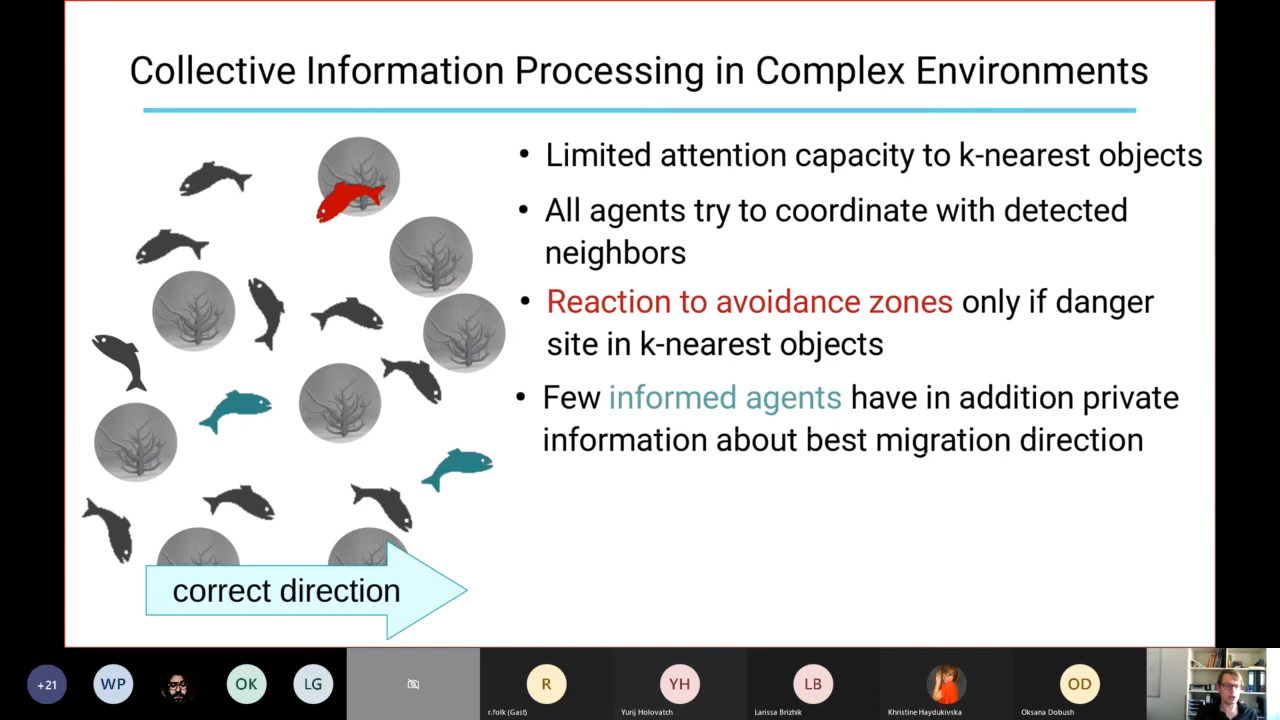 Collective Information Processing in Complex Environments
• Limited attention capacity to k-nearest objects
• All agents try to coordinate with detected
neighbors
• Reaction to avoidance zones only if danger
site in k-nearest objects
• Few informed agents have in addition private
information about best migration direction
correct direction
+21
WP
OK
LG
R
YH
LB
OD
r.folk (Gast)
Yurij Holovatch
Larissa Brizhik
Khristine Haydukivska
Oksana Dobush